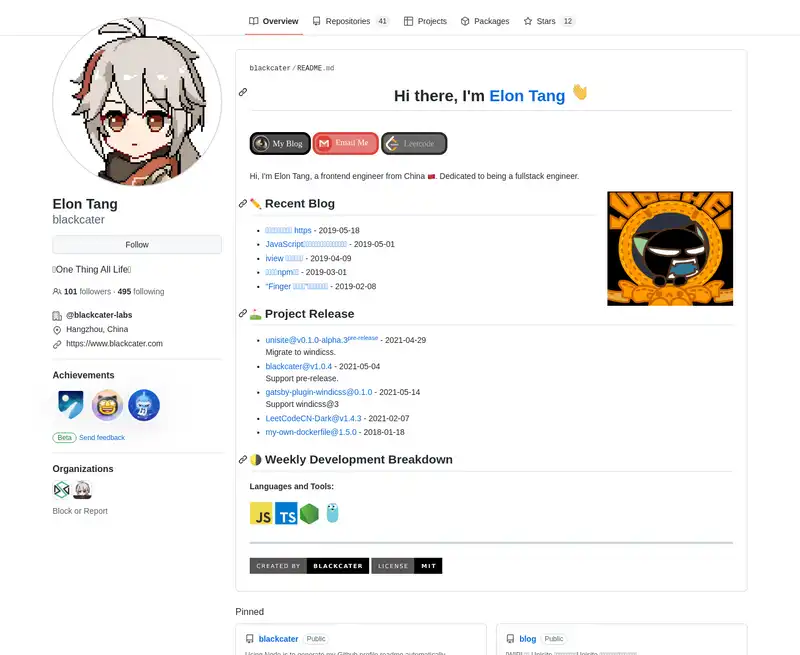 Overview
Repositories 41
Projects
Packages
Stars 12
Elon Tang
blackcater
Follow
One Thing All Life
101 followers · 495 following
@blackcater-labs
Hangzhou, China
https://www.blackcater.com
Achievements
Beta Send feedback
Organizations
Block or Report
blackcater/README.md
Hi there, I'm Elon Tang 👋
My Blog
Email Me
Leetcode
Hi, I'm Elon Tang, a frontend engineer from China 🇨🇳. Dedicated to being a fullstack engineer.
✏️ Recent Blog
https - 2019-05-18
JavaScript - 2019-05-01
iview - 2019-04-09
npm - 2019-03-01
"Finger " - 2019-02-08
Project Release
unisite@v0.1.0-alpha.3 pre-release - 2021-04-29
Migrate to windicss.
blackcater@v1.0.4 - 2021-05-04
Support pre-release.
gatsby-plugin-windicss@0.1.0 - 2021-05-14
Support windicss@3
LeetCodeCN-Dark@v1.4.3 - 2021-02-07
my-own-dockerfile@1.5.0 - 2018-01-18
Weekly Development Breakdown
Languages and Tools:
JS
TS
CREATED BY BLACKCATER
LICENSE MIT
Pinned
blackcater Public
Using Node.js to generate my Github profile readme automatically.
blog Public